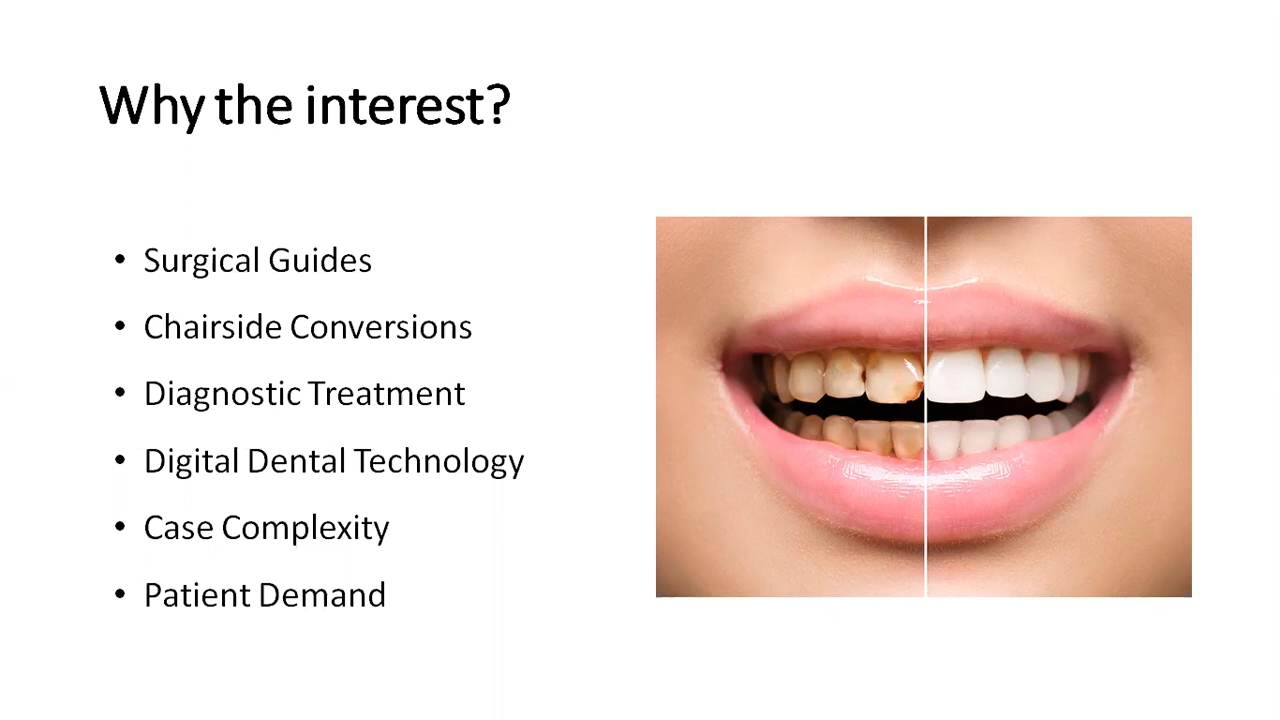 Why the interest?
• Surgical Guides
• Chairside Conversions
• Diagnostic Treatment
• Digital Dental Technology
• Case Complexity
• Patient Demand